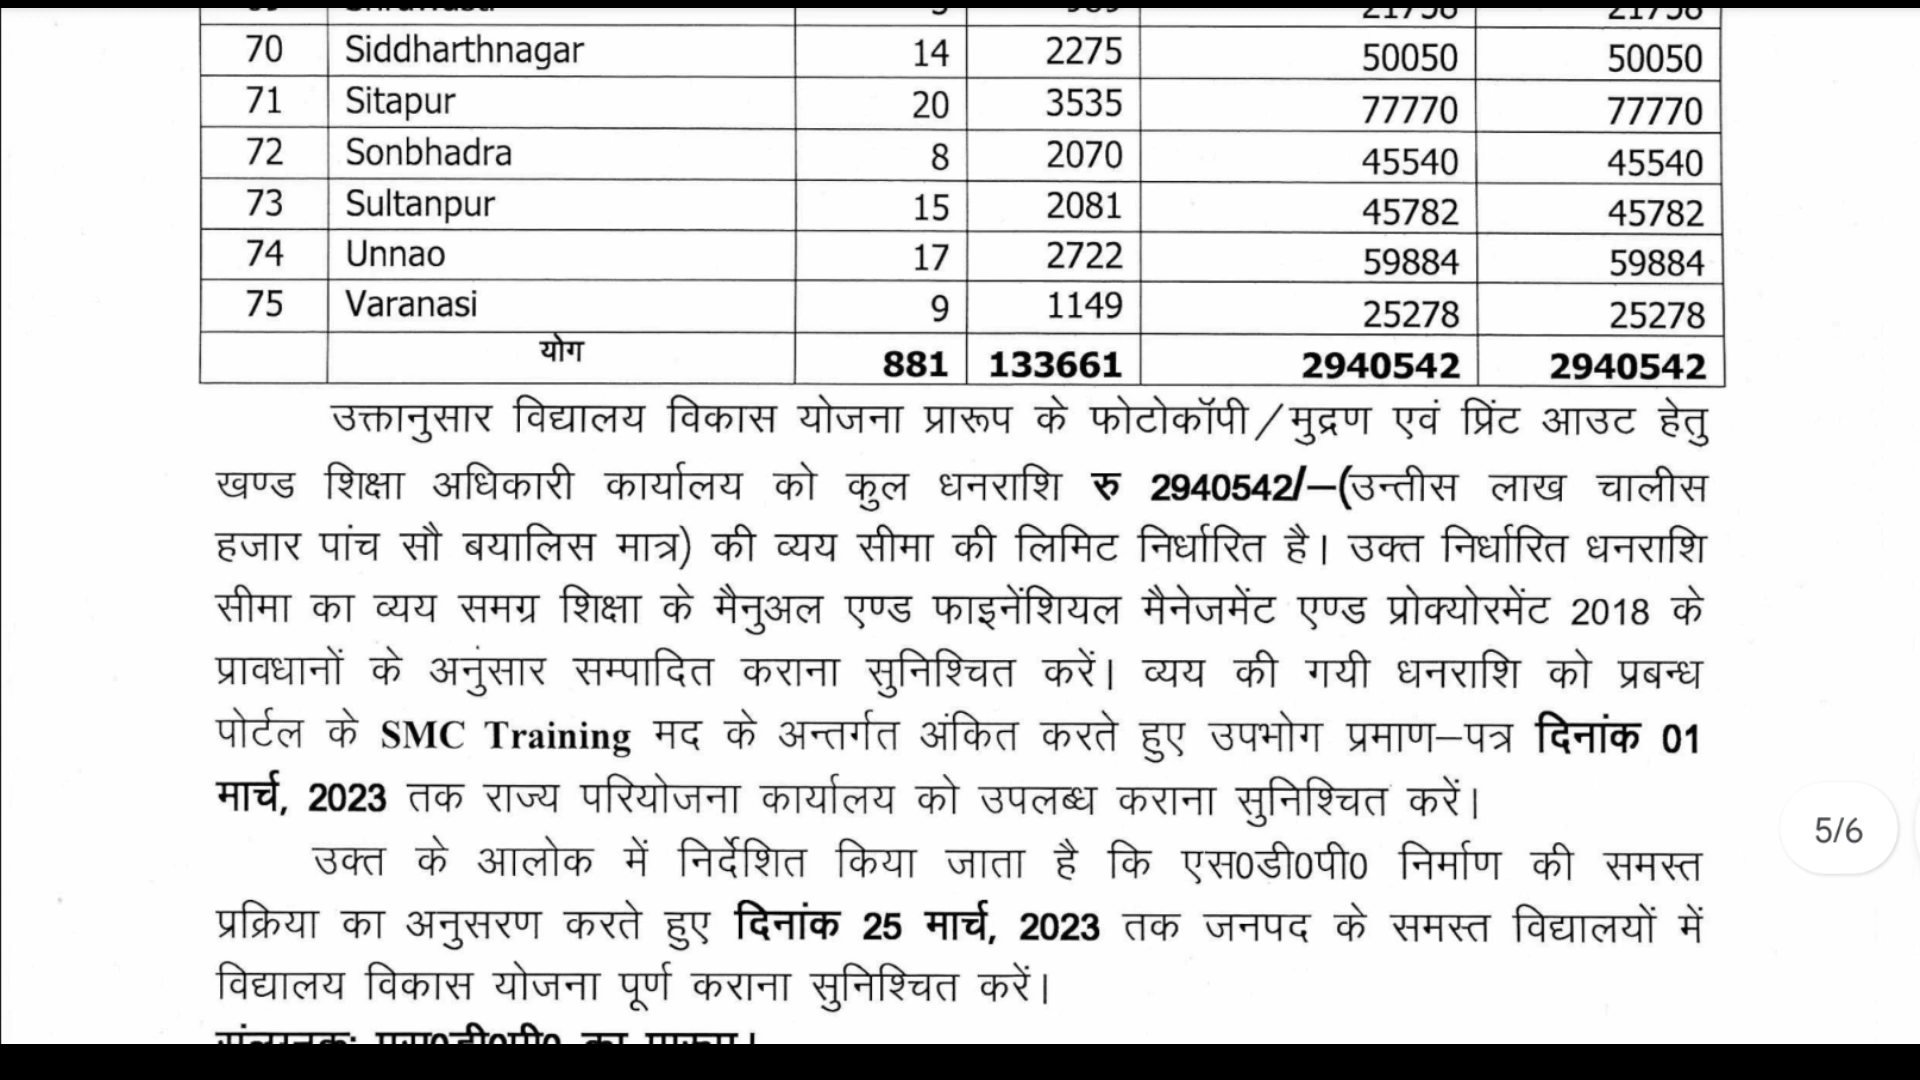 70 Siddharthnagar 14 2275 50050 50050
71 Sitapur 20 3535 77770 77770
72 Sonbhadra 8 2070 45540 45540
73 Sultanpur 15 2081 45782 45782
74 Unnao 17 2722 59884 59884
75 Varanasi 9 1149 25278 25278
योग 881 133661 2940542 2940542
उक्तानुसार विद्यालय विकास योजना प्रारूप के फोटोकॉपी/मुद्रण एवं प्रिंट आउट हेतु
खण्ड शिक्षा अधिकारी कार्यालय को कुल धनराशि रु 2940542/–(उन्तीस लाख चालीस
हजार पांच सौ बयालिस मात्र) की व्यय सीमा की लिमिट निर्धारित है। उक्त निर्धारित धनराशि
सीमा का व्यय समग्र शिक्षा के मैनुअल एण्ड फाइनेंशियल मैनेजमेंट एण्ड प्रोक्योरमेंट 2018 के
प्रावधानों के अनुंसार सम्पादित कराना सुनिश्चित करें। व्यय की गयी धनराशि को प्रबन्ध
पोर्टल के SMC Training मद के अन्तर्गत अंकित करते हुए उपभोग प्रमाण–पत्र दिनांक 01
मार्च, 2023 तक राज्य परियोजना कार्यालय को उपलब्ध कराना सुनिश्चित करें।
5/6
उक्त के आलोक में निर्देशित किया जाता है कि एस0डी0पी0 निर्माण की समस्त
प्रक्रिया का अनुसरण करते हुए दिनांक 25 मार्च, 2023 तक जनपद के समस्त विद्यालयों में
विद्यालय विकास योजना पूर्ण कराना सुनिश्चित करें।